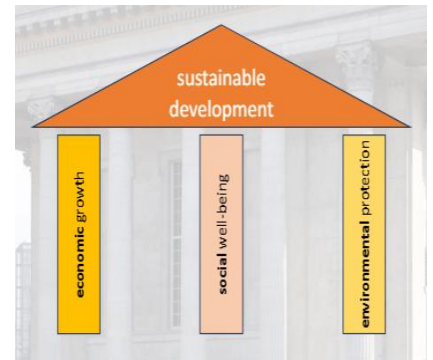 sustainable
development
economic growth
social well-being
environmental protection